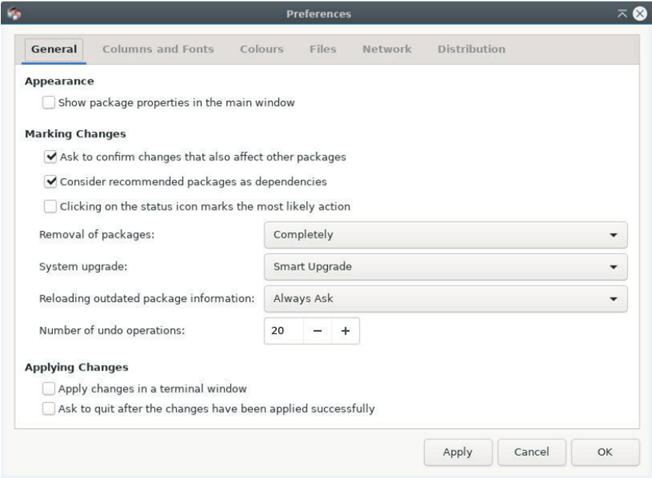 Preferences
General Columns and Fonts Colours Files Network Distribution
Appearance
Show package properties in the main window
Marking Changes
Ask to confirm changes that also affect other packages
Consider recommended packages as dependencies
Clicking on the status icon marks the most likely action
Removal of packages: Completely
System upgrade: Smart Upgrade
Reloading outdated package information: Always Ask
Number of undo operations: 20 − +
Applying Changes
Apply changes in a terminal window
Ask to quit after the changes have been applied successfully
Apply Cancel OK